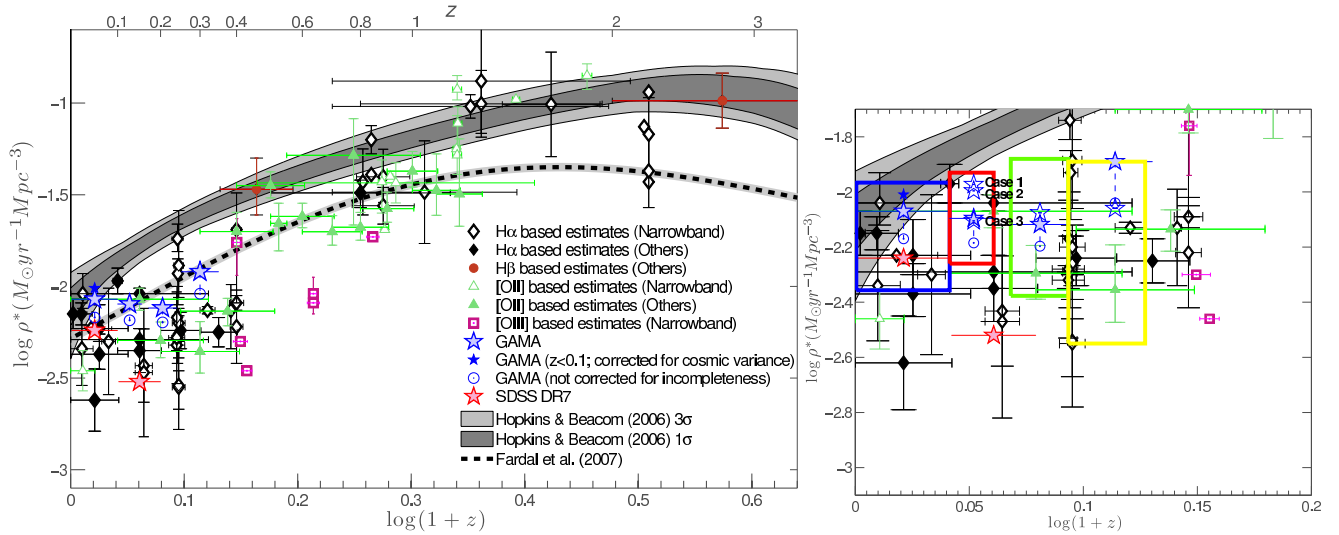 z
0.1 0.2 0.3 0.4 0.6 0.8 1 2 3
log ρ* (M⊙yr⁻¹Mpc⁻³)
-1
-1.5
-2
-2.5
-3
0 0.1 0.2 0.3 0.4 0.5 0.6
log(1 + z)
Hα based estimates (Narrowband)
Hα based estimates (Others)
Hβ based estimates (Others)
[OII] based estimates (Narrowband)
[OII] based estimates (Others)
[OIII] based estimates (Narrowband)
GAMA
GAMA (z<0.1; corrected for cosmic variance)
GAMA (not corrected for incompleteness)
SDSS DR7
Hopkins & Beacom (2006) 3σ
Hopkins & Beacom (2006) 1σ
Fardal et al. (2007)
log ρ* (M⊙yr⁻¹Mpc⁻³)
-1.8
-2
-2.2
-2.4
-2.6
-2.8
-3
Case 1
Case 2
Case 3
0 0.05 0.1 0.15 0.2
log(1 + z)